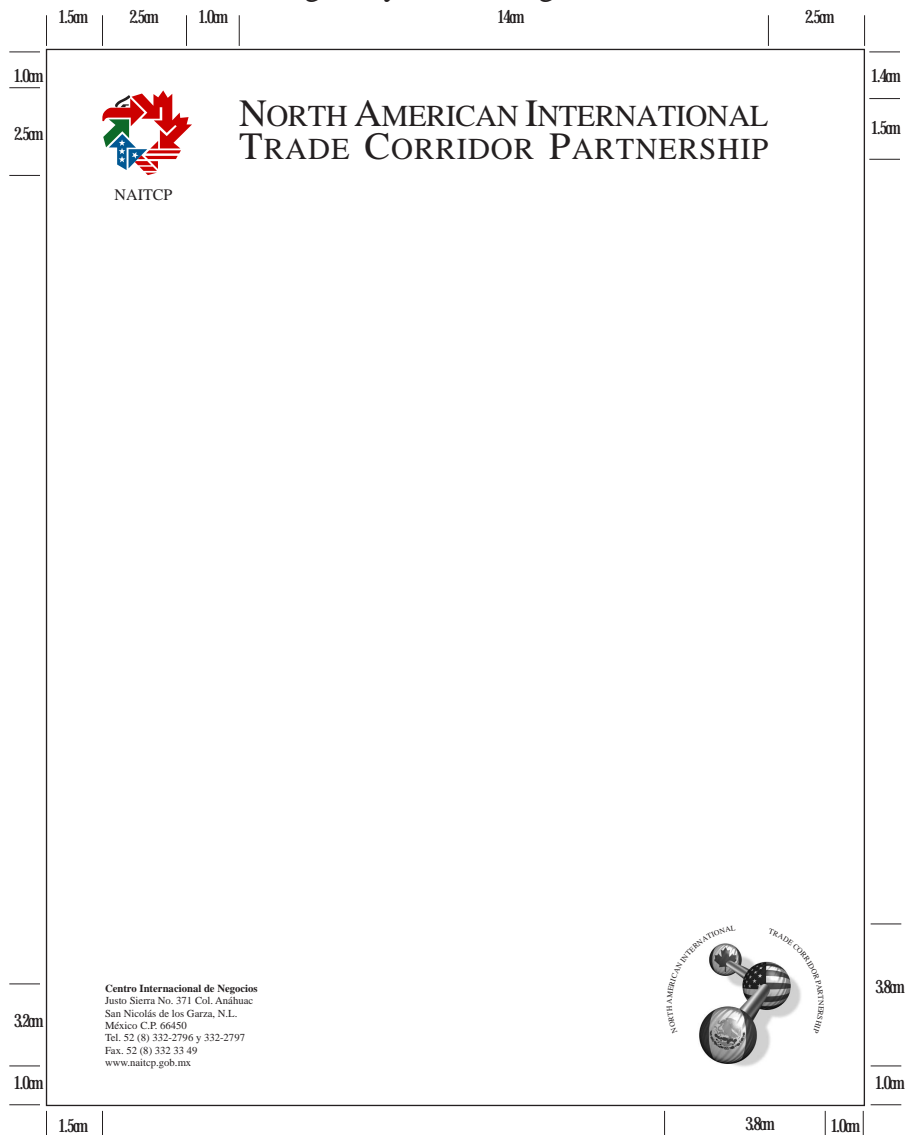 1.5cm 2.5cm 1.0cm 14cm 2.5cm
1.0cm
1.4cm
2.5cm
1.5cm
NORTH AMERICAN INTERNATIONAL
TRADE CORRIDOR PARTNERSHIP
NAITCP
NORTH AMERICAN INTERNATIONAL TRADE CORRIDOR PARTNERSHIP
Centro Internacional de Negocios
Justo Sierra No. 371 Col. Anáhuac
San Nicolás de los Garza, N.L.
México C.P. 66450
Tel. 52 (8) 332-2796 y 332-2797
Fax. 52 (8) 332 33 49
www.naitcp.gob.mx
3.8cm
3.2cm
1.0cm
1.0cm
1.5cm 3.8cm 1.0cm